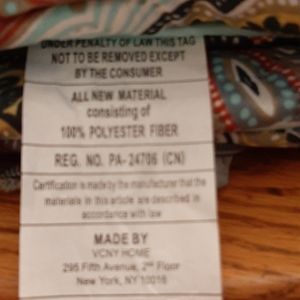 UNDER PENALTY OF LAW THIS TAG
NOT TO BE REMOVED EXCEPT
BY THE CONSUMER
ALL NEW MATERIAL
consisting of
100% POLYESTER FIBER
REG. NO. PA-24706 (CN)
Certification is made by the manufacturer that the
materials in this article are described in
accordance with law
MADE BY
VCNY HOME
295 Fifth Avenue, 2nd Floor
New York, NY 10016